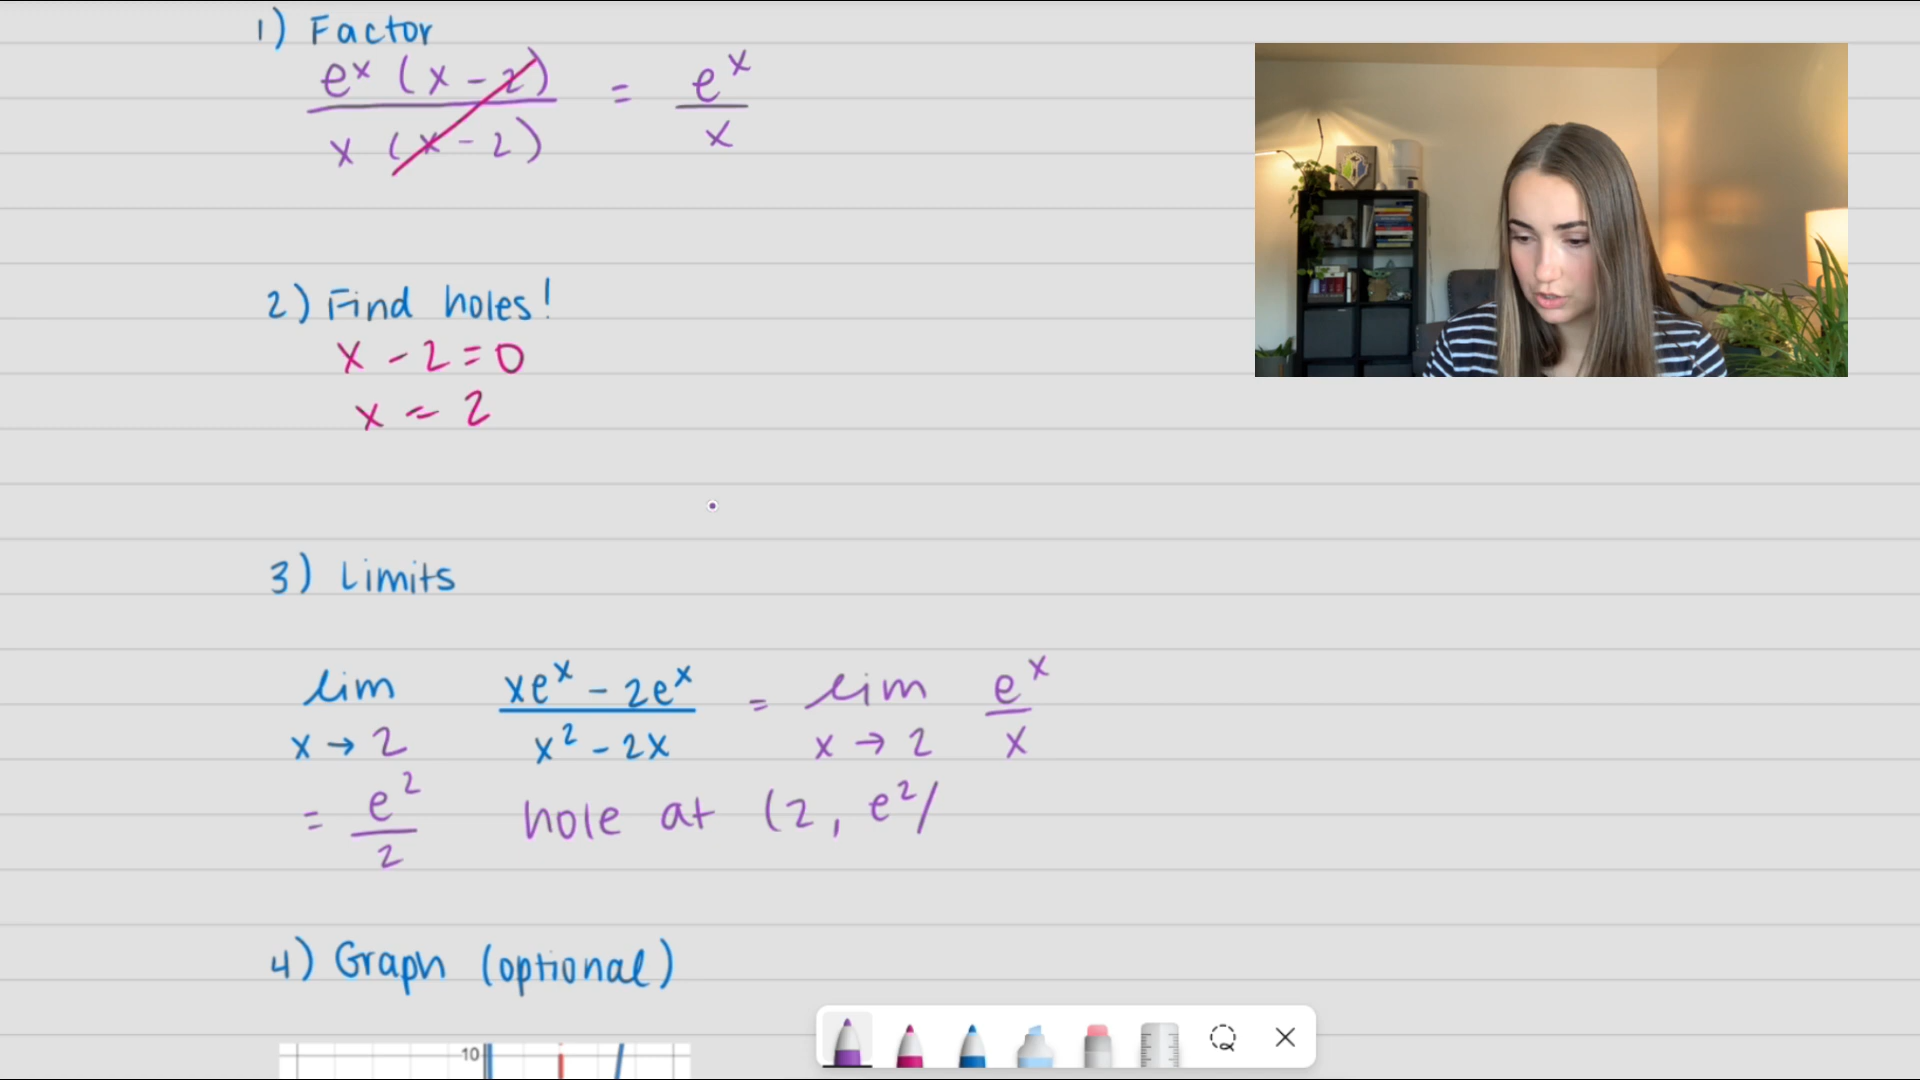 1) Factor
e^x (x - 2)
x (x - 2)
= e^x
x
2) Find holes!
x - 2 = 0
x = 2
3) Limits
lim xe^x - 2e^x = lim e^x
x → 2 x^2 - 2x x → 2 x
= e^2 hole at (2, e^2/
2
4) Graph (optional)
10